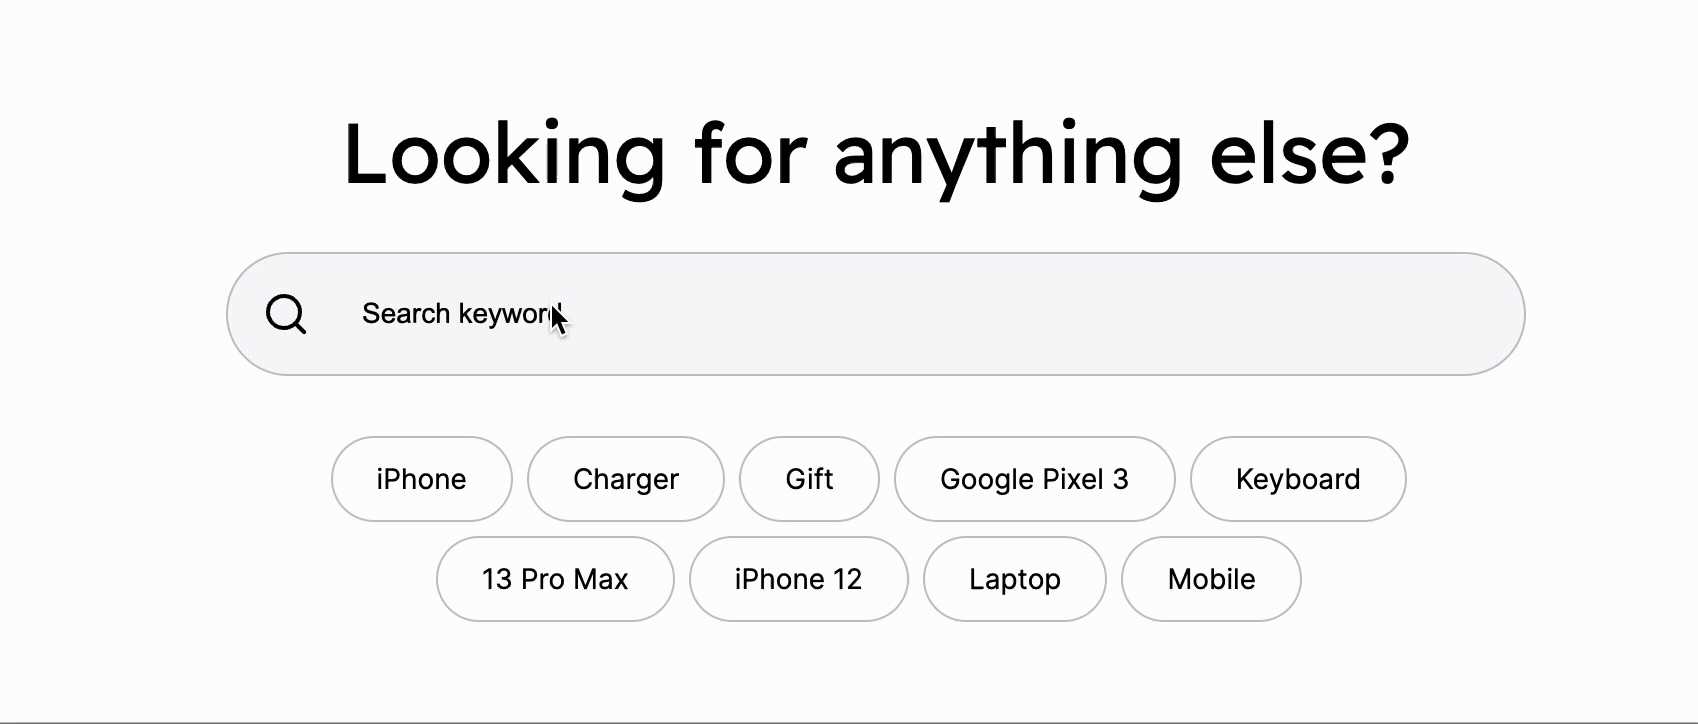 Looking for anything else?
Search keyword
iPhone Charger Gift Google Pixel 3 Keyboard
13 Pro Max iPhone 12 Laptop Mobile